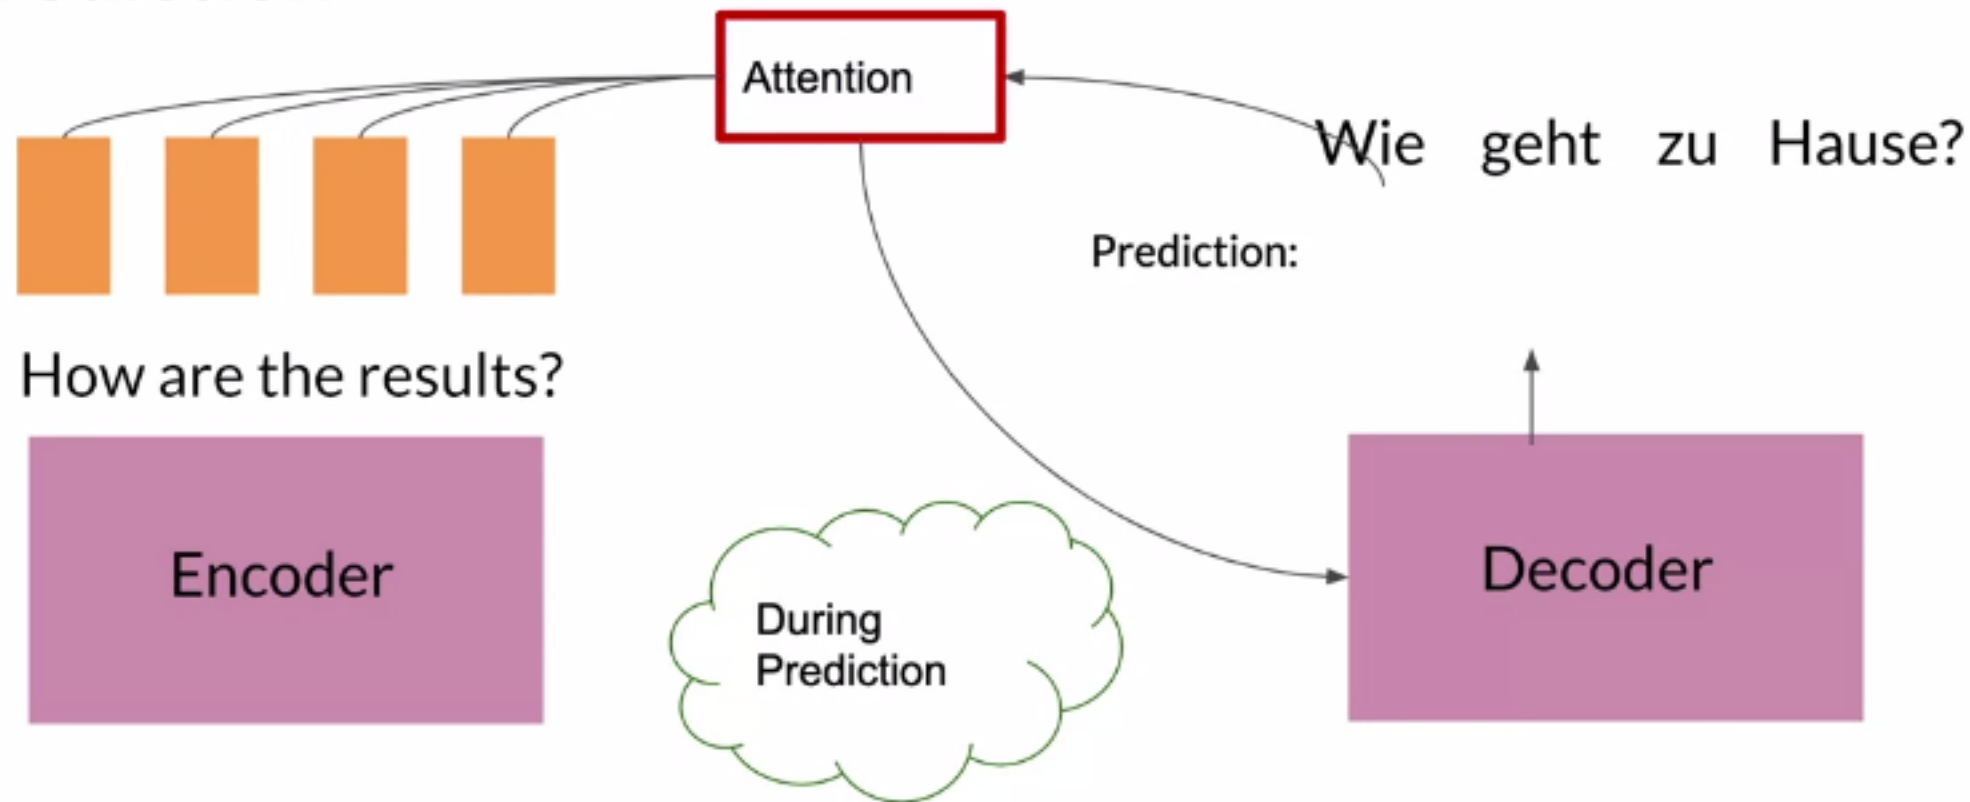 Attention
Wie geht zu Hause?
Prediction:
How are the results?
Encoder
Decoder
During
Prediction